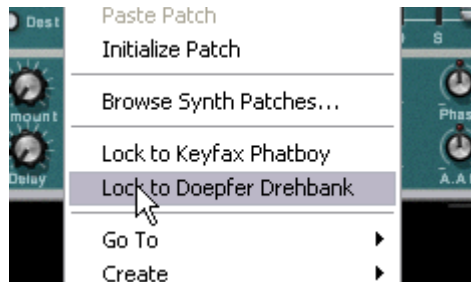 Paste Patch
Dest
Initialize Patch
S
Browse Synth Patches...
Lock to Keyfax Phatboy
Lock to Doepfer Drehbank
Delay
Go To
Create